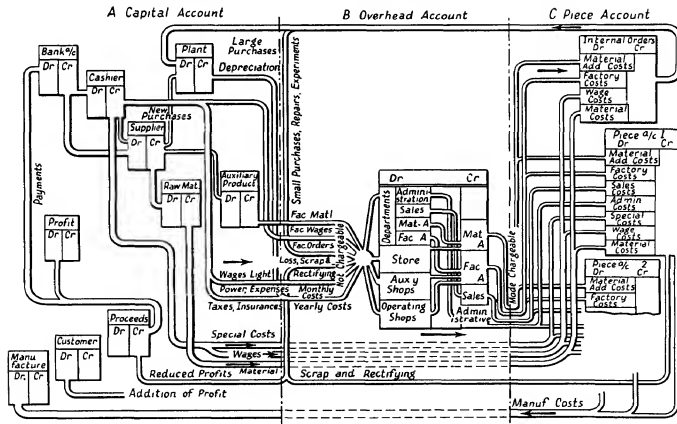 A Capital Account
B Overhead Account
C Piece Account
Bank a/c
Dr Cr
Cashier
Dr Cr
Plant
Dr Cr
Large
Purchases
Depreciation
New
Purchases
Supplier
Dr Cr
Raw Mat.
Dr Cr
Auxiliary
Product
Dr Cr
Payments
Profit
Dr Cr
Proceeds
Dr Cr
Customer
Dr Cr
Manu
facture
Dr. Cr
Small Purchases, Repairs, Experiments
Fac Matl
Fac Wages
Fac Orders
Loss, Scrap &
Rectifying
Wages Light
Power, Expenses
Monthly
Costs
Taxes, Insurances
Yearly Costs
Not Chargeable
Special Costs
Wages
Material
Reduced Profits
Addition of Profit
Scrap and Rectifying
Manuf Costs
Dr Cr
Departments
Admini
stration
Sales
Mat. A
Fac A
Store
Aux y
Shops
Operating
Shops
Mat
A
Fac
A
Sales
Admi
nistrative
Made Chargeable
Internal Orders
Dr Cr
Material
Add Costs
Factory
Costs
Wage
Costs
Material
Costs
Piece a/c 1
Dr Cr
Material
Add Costs
Factory
Costs
Sales
Costs
Admin
Costs
Special
Costs
Wage
Costs
Material
Costs
Piece a/c 2
Dr Cr
Material
Add Costs
Factory
Costs